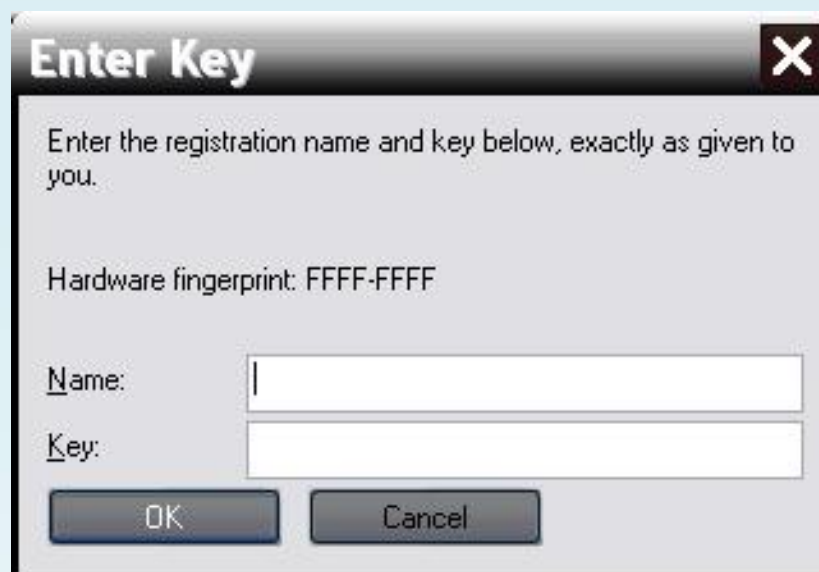 Enter Key
Enter the registration name and key below, exactly as given to
you.
Hardware fingerprint: FFFF-FFFF
Name:
Key:
OK
Cancel